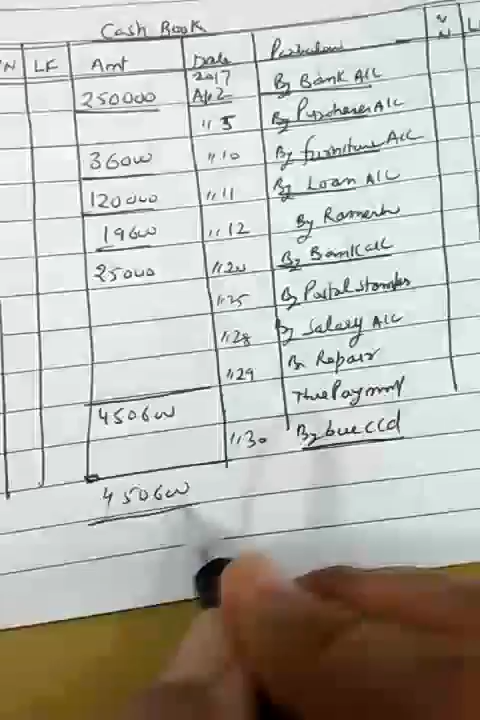 Cash Book
LF Amt Date Particulars
2017
250000 Ap 2 By Bank A/C
"5 By Purchases A/C
36000 "10 By furniture A/C
120000 "11 By Loan A/C
19600 "12 By Ramesh
25000 "20 By Bank a/c
"25 By Postal stamps
"28 By Salary A/C
"29 By Repair
450600 The Paymnt
"30 By bal c/d
450600